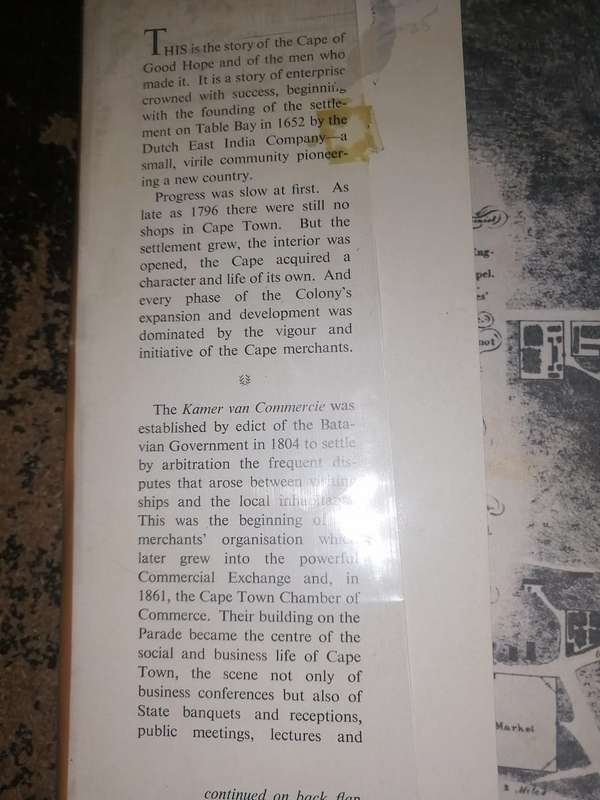 THIS is the story of the Cape of
Good Hope and of the men who
made it. It is a story of enterprise
crowned with success, beginning
with the founding of the settle-
ment on Table Bay in 1652 by the
Dutch East India Company—a
small, virile community pioneer-
ing a new country.
Progress was slow at first. As
late as 1796 there were still no
shops in Cape Town. But the
settlement grew, the interior was
opened, the Cape acquired a
character and life of its own. And
every phase of the Colony's
expansion and development was
dominated by the vigour and
initiative of the Cape merchants.
The Kamer van Commercie was
established by edict of the Bata-
vian Government in 1804 to settle
by arbitration the frequent dis-
putes that arose between visiting
ships and the local inhabitants.
This was the beginning of
merchants' organisation which
later grew into the powerful
Commercial Exchange and, in
1861, the Cape Town Chamber of
Commerce. Their building on the
Parade became the centre of the
social and business life of Cape
Town, the scene not only of
business conferences but also of
State banquets and receptions,
public meetings, lectures and
continued on back flap
Eng-
pel.
es'
not
Market
2 Miles